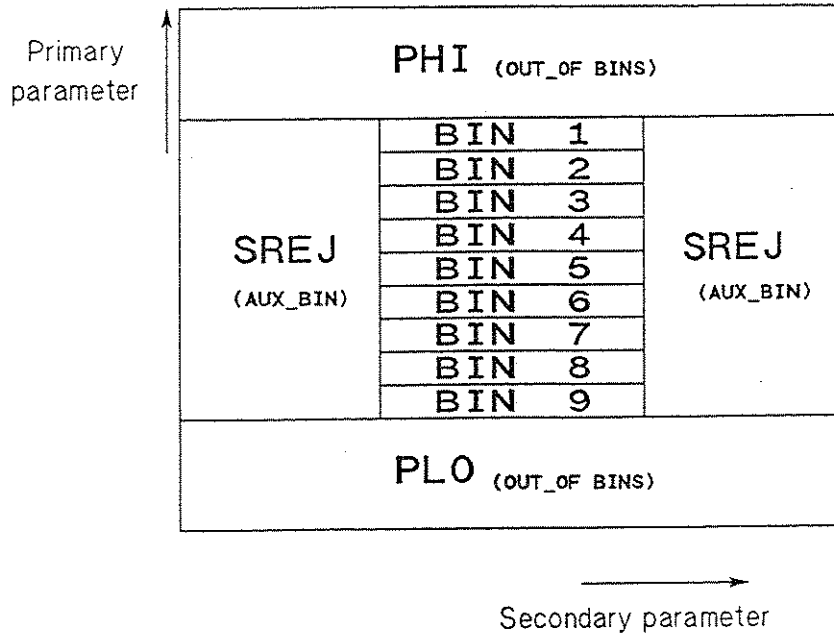 Primary
parameter
PHI (OUT_OF BINS)
BIN 1
BIN 2
BIN 3
BIN 4
BIN 5
BIN 6
BIN 7
BIN 8
BIN 9
SREJ
(AUX_BIN)
SREJ
(AUX_BIN)
PLO (OUT_OF BINS)
Secondary parameter